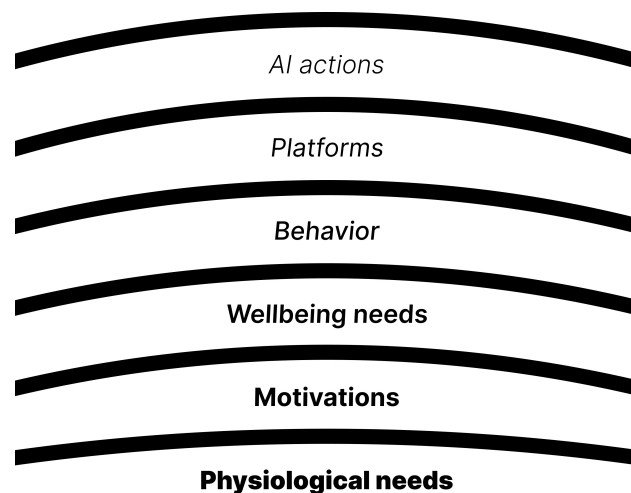 AI actions
Platforms
Behavior
Wellbeing needs
Motivations
Physiological needs